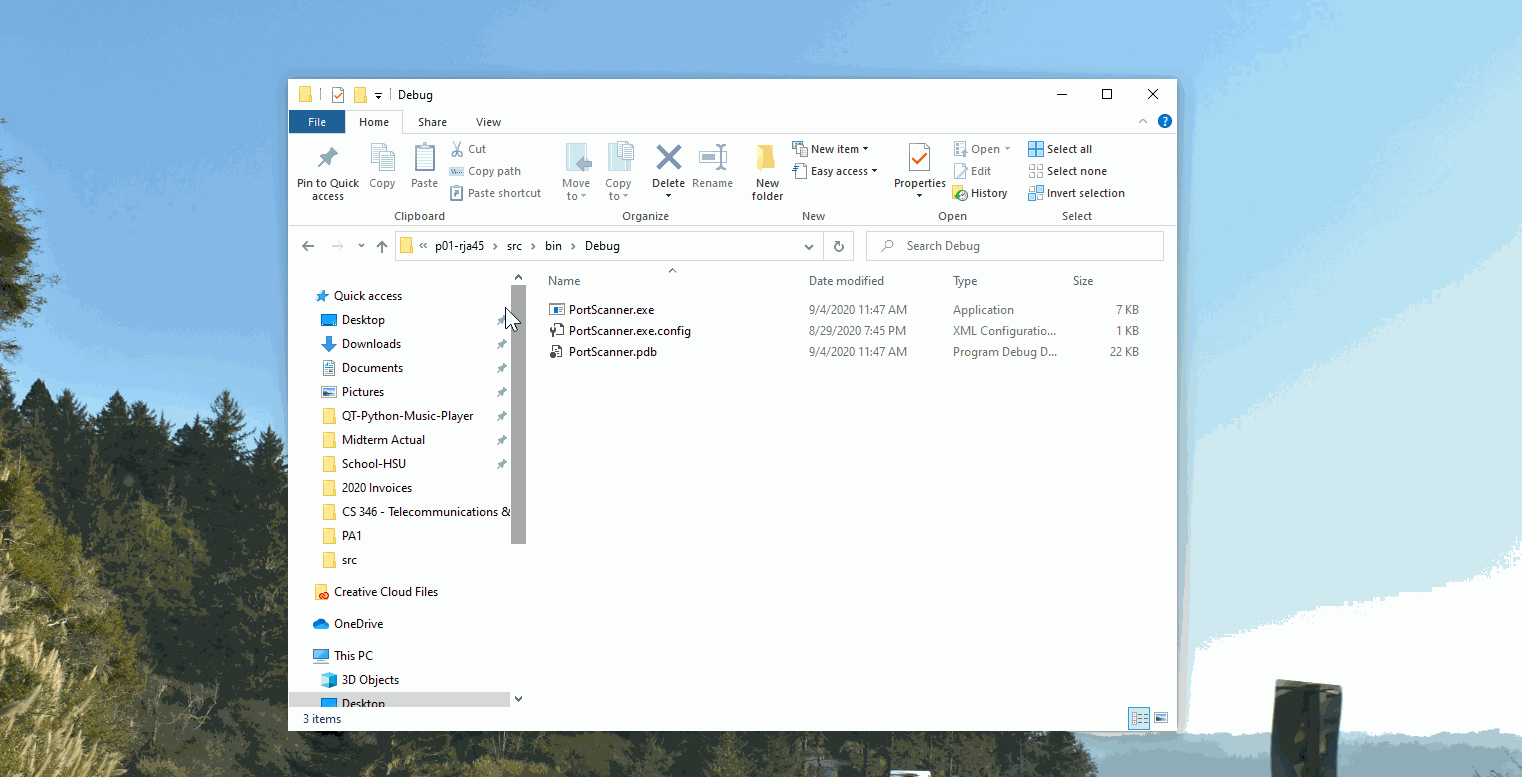 Debug
File Home Share View
Pin to Quick access
Copy
Paste
Cut
Copy path
Paste shortcut
Clipboard
Move to
Copy to
Delete
Rename
Organize
New folder
New item
Easy access
New
Properties
Open
Edit
History
Open
Select all
Select none
Invert selection
Select
« p01-rja45 > src > bin > Debug
Search Debug
Name Date modified Type Size
PortScanner.exe 9/4/2020 11:47 AM Application 7 KB
PortScanner.exe.config 8/29/2020 7:45 PM XML Configuratio... 1 KB
PortScanner.pdb 9/4/2020 11:47 AM Program Debug D... 22 KB
Quick access
Desktop
Downloads
Documents
Pictures
QT-Python-Music-Player
Midterm Actual
School-HSU
2020 Invoices
CS 346 - Telecommunications &
PA1
src
Creative Cloud Files
OneDrive
This PC
3D Objects
Desktop
3 items